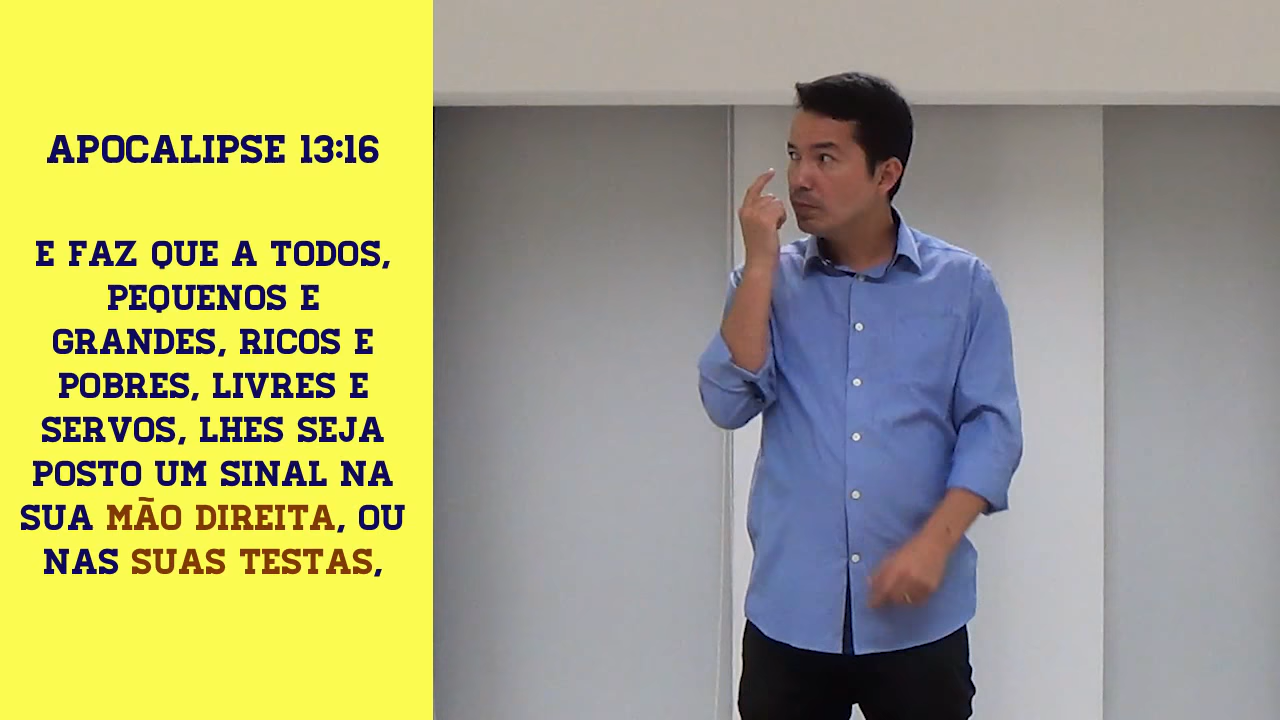 APOCALIPSE 13:16
E FAZ QUE A TODOS,
PEQUENOS E
GRANDES, RICOS E
POBRES, LIVRES E
SERVOS, LHES SEJA
POSTO UM SINAL NA
SUA MÃO DIREITA, OU
NAS SUAS TESTAS,